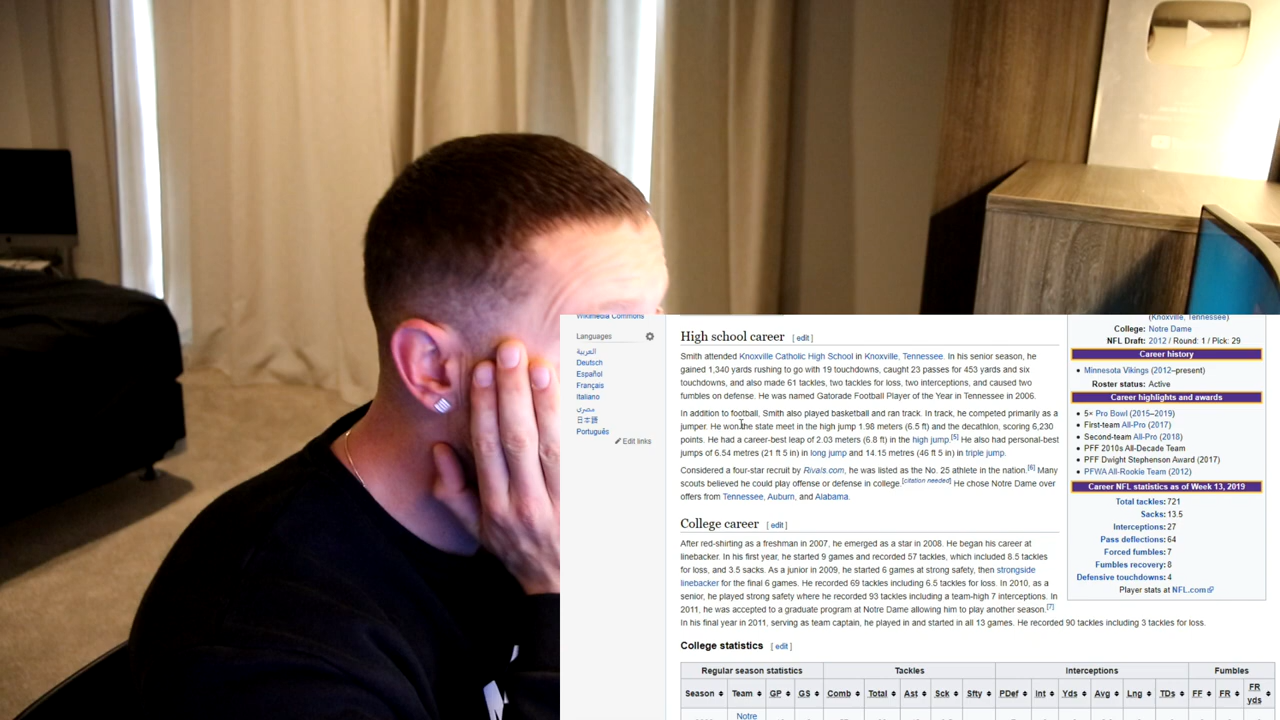 Wikimedia Commons
Languages
العربية
Deutsch
Español
Français
Italiano
مصرى
日本語
Português
Edit links
High school career [ edit ]
Smith attended Knoxville Catholic High School in Knoxville, Tennessee. In his senior season, he
gained 1,340 yards rushing to go with 19 touchdowns, caught 23 passes for 453 yards and six
touchdowns, and also made 61 tackles, two tackles for loss, two interceptions, and caused two
fumbles on defense. He was named Gatorade Football Player of the Year in Tennessee in 2006.
In addition to football, Smith also played basketball and ran track. In track, he competed primarily as a
jumper. He won the state meet in the high jump 1.98 meters (6.5 ft) and the decathlon, scoring 6,230
points. He had a career-best leap of 2.03 meters (6.8 ft) in the high jump.[5] He also had personal-best
jumps of 6.54 metres (21 ft 5 in) in long jump and 14.15 metres (46 ft 5 in) in triple jump.
Considered a four-star recruit by Rivals.com, he was listed as the No. 25 athlete in the nation.[6] Many
scouts believed he could play offense or defense in college.[citation needed] He chose Notre Dame over
offers from Tennessee, Auburn, and Alabama.
College career [ edit ]
After red-shirting as a freshman in 2007, he emerged as a star in 2008. He began his career at
linebacker. In his first year, he started 9 games and recorded 57 tackles, which included 8.5 tackles
for loss, and 3.5 sacks. As a junior in 2009, he started 6 games at strong safety, then strongside
linebacker for the final 6 games. He recorded 69 tackles including 6.5 tackles for loss. In 2010, as a
senior, he played strong safety where he recorded 93 tackles including a team-high 7 interceptions. In
2011, he was accepted to a graduate program at Notre Dame allowing him to play another season.[7]
In his final year in 2011, serving as team captain, he played in and started in all 13 games. He recorded 90 tackles including 3 tackles for loss.
College statistics [ edit ]
Regular season statistics Tackles Interceptions Fumbles
Season Team GP GS Comb Total Ast Sck Sfty PDef Int Yds Avg Lng TDs FF FR FR yds
Notre
(Knoxville, Tennessee)
College: Notre Dame
NFL Draft: 2012 / Round: 1 / Pick: 29
Career history
• Minnesota Vikings (2012–present)
Roster status: Active
Career highlights and awards
• 5× Pro Bowl (2015–2019)
• First-team All-Pro (2017)
• Second-team All-Pro (2018)
• PFF 2010s All-Decade Team
• PFF Dwight Stephenson Award (2017)
• PFWA All-Rookie Team (2012)
Career NFL statistics as of Week 13, 2019
Total tackles: 721
Sacks: 13.5
Interceptions: 27
Pass deflections: 64
Forced fumbles: 7
Fumbles recovery: 8
Defensive touchdowns: 4
Player stats at NFL.com